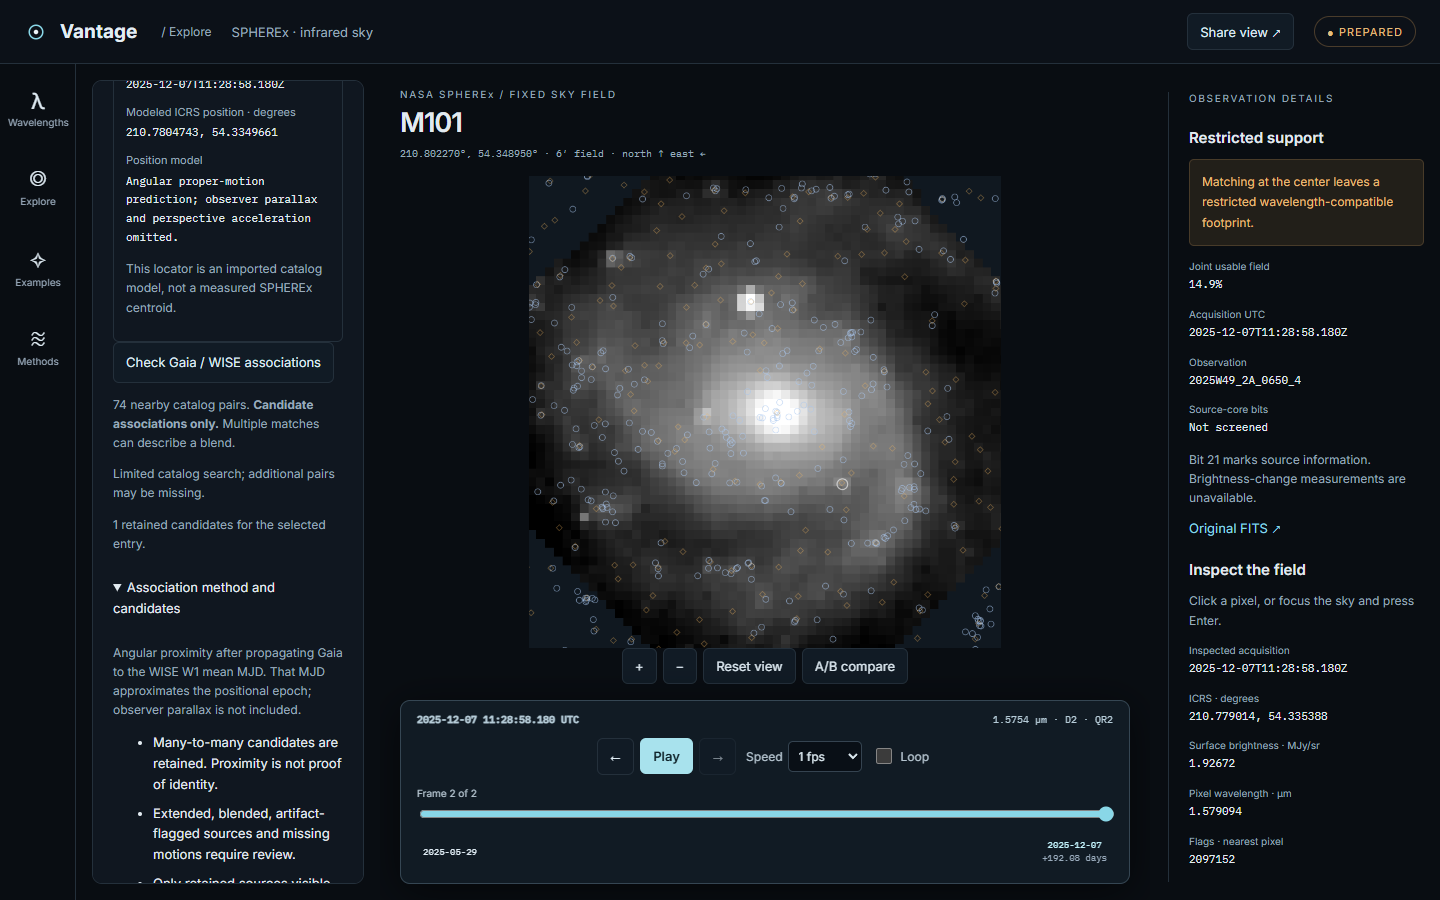 Vantage
/ Explore
SPHEREx · infrared sky
Share view ↗
● PREPARED
λ
Wavelengths
Explore
Examples
Methods
2025-12-07T11:28:58.180Z
Modeled ICRS position · degrees
210.7804743, 54.3349661
Position model
Angular proper-motion
prediction; observer parallax
and perspective acceleration
omitted.
This locator is an imported catalog
model, not a measured SPHEREx
centroid.
Check Gaia / WISE associations
74 nearby catalog pairs. Candidate
associations only. Multiple matches
can describe a blend.
Limited catalog search; additional pairs
may be missing.
1 retained candidates for the selected
entry.
▼ Association method and
candidates
Angular proximity after propagating Gaia
to the WISE W1 mean MJD. That MJD
approximates the positional epoch;
observer parallax is not included.
• Many-to-many candidates are
retained. Proximity is not proof
of identity.
• Extended, blended, artifact-
flagged sources and missing
motions require review.
• Only retained sources visible
NASA SPHEREx / FIXED SKY FIELD
M101
210.802270°, 54.348950° · 6′ field · north ↑ east ←
+
−
Reset view
A/B compare
2025-12-07 11:28:58.180 UTC
1.5754 µm · D2 · QR2
←
Play
→
Speed
1 fps
Loop
Frame 2 of 2
2025-05-29
2025-12-07
+192.08 days
OBSERVATION DETAILS
Restricted support
Matching at the center leaves a
restricted wavelength-compatible
footprint.
Joint usable field
14.9%
Acquisition UTC
2025-12-07T11:28:58.180Z
Observation
2025W49_2A_0650_4
Source-core bits
Not screened
Bit 21 marks source information.
Brightness-change measurements are
unavailable.
Original FITS ↗
Inspect the field
Click a pixel, or focus the sky and press
Enter.
Inspected acquisition
2025-12-07T11:28:58.180Z
ICRS · degrees
210.779014, 54.335388
Surface brightness · MJy/sr
1.92672
Pixel wavelength · µm
1.579094
Flags · nearest pixel
2097152